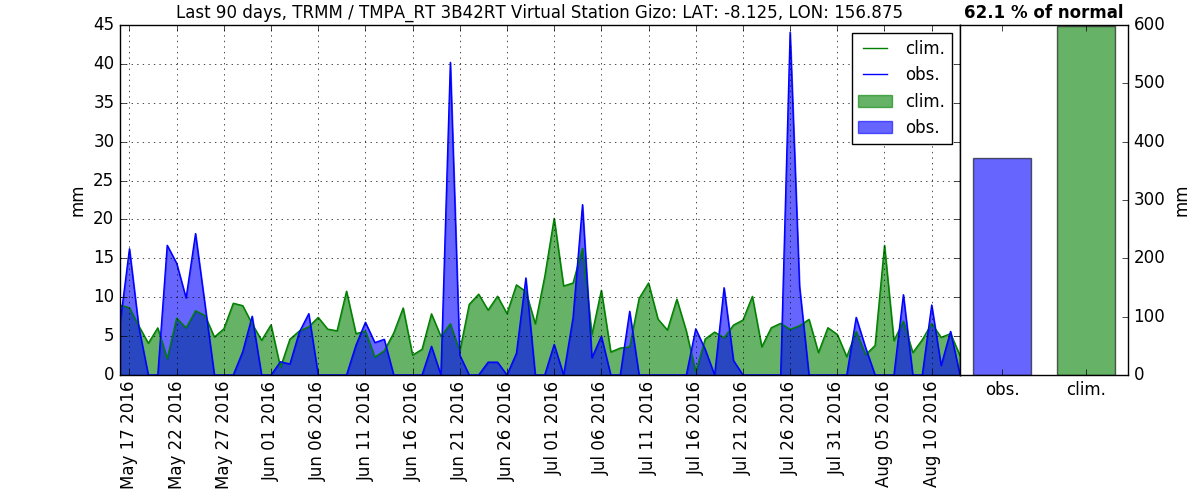 Last 90 days, TRMM / TMPA_RT 3B42RT Virtual Station Gizo: LAT: -8.125, LON: 156.875
62.1 % of normal
45
40
35
30
25
20
15
10
5
0
mm
clim.
obs.
clim.
obs.
May 17 2016
May 22 2016
May 27 2016
Jun 01 2016
Jun 06 2016
Jun 11 2016
Jun 16 2016
Jun 21 2016
Jun 26 2016
Jul 01 2016
Jul 06 2016
Jul 11 2016
Jul 16 2016
Jul 21 2016
Jul 26 2016
Jul 31 2016
Aug 05 2016
Aug 10 2016
600
500
400
300
200
100
0
mm
obs.
clim.